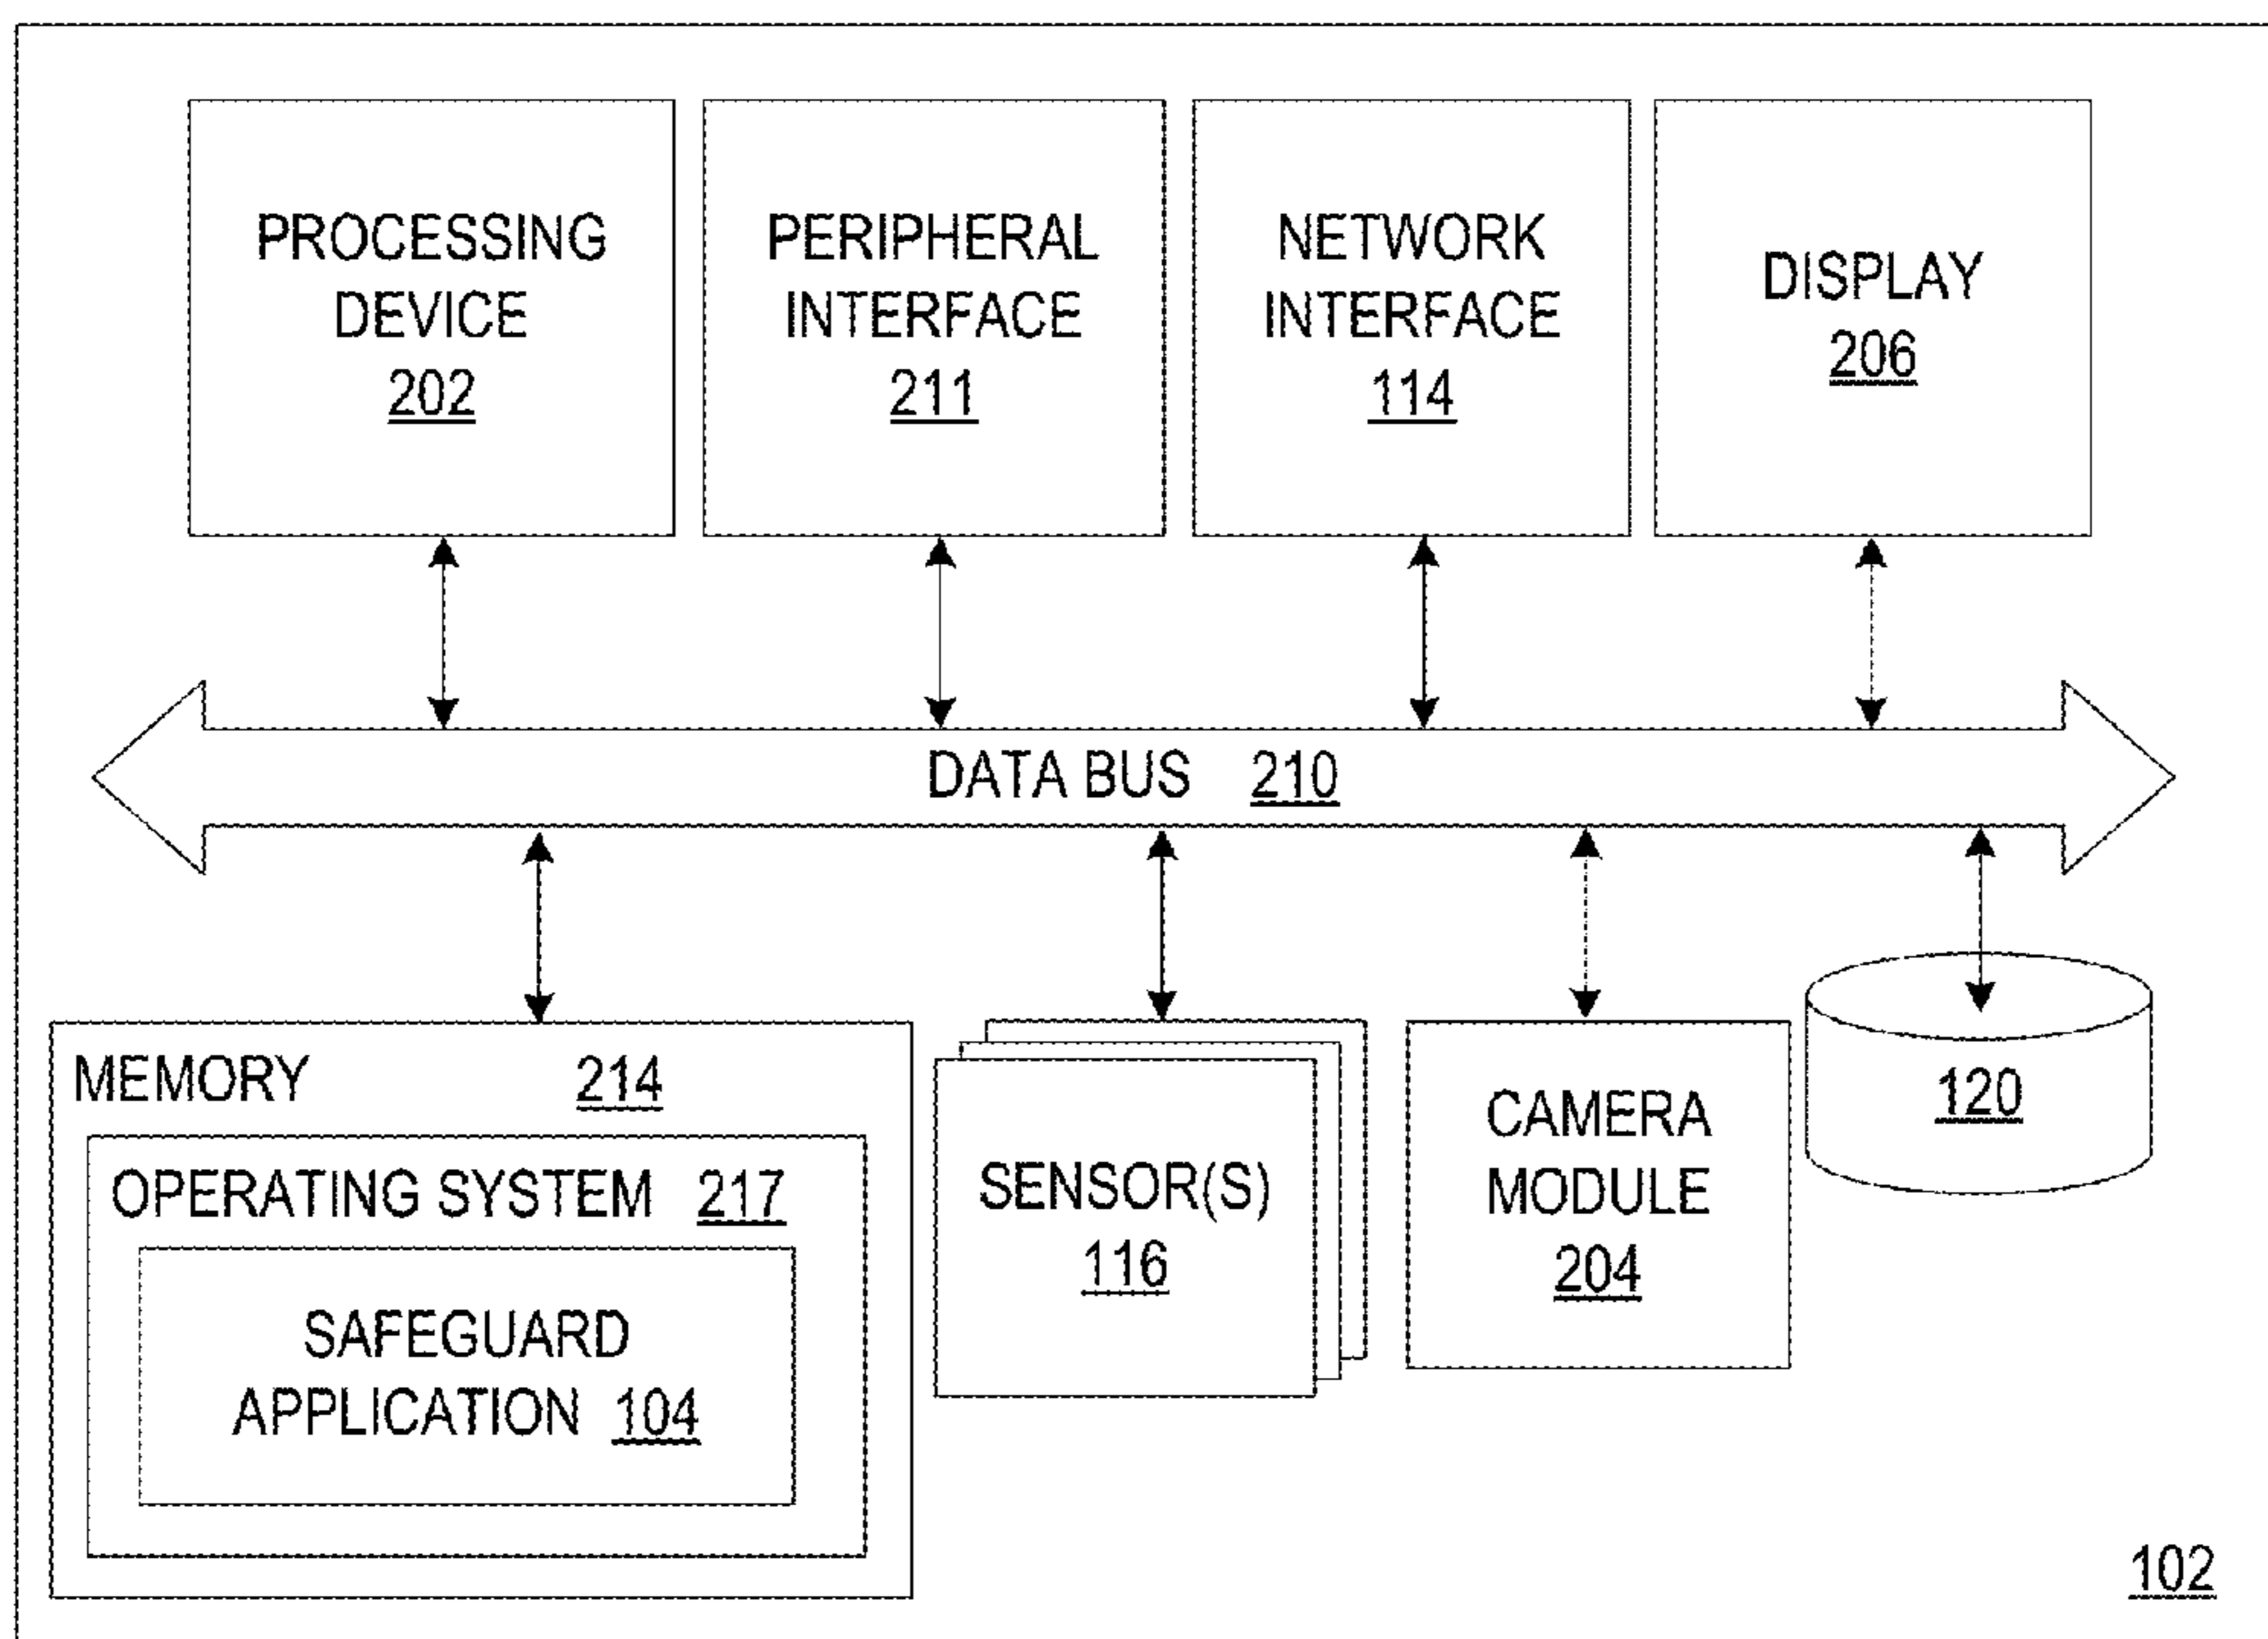 PROCESSING
DEVICE
202
PERIPHERAL
INTERFACE
211
NETWORK
INTERFACE
114
DISPLAY
206
DATA BUS 210
MEMORY 214
OPERATING SYSTEM 217
SAFEGUARD
APPLICATION 104
SENSOR(S)
116
CAMERA
MODULE
204
120
102